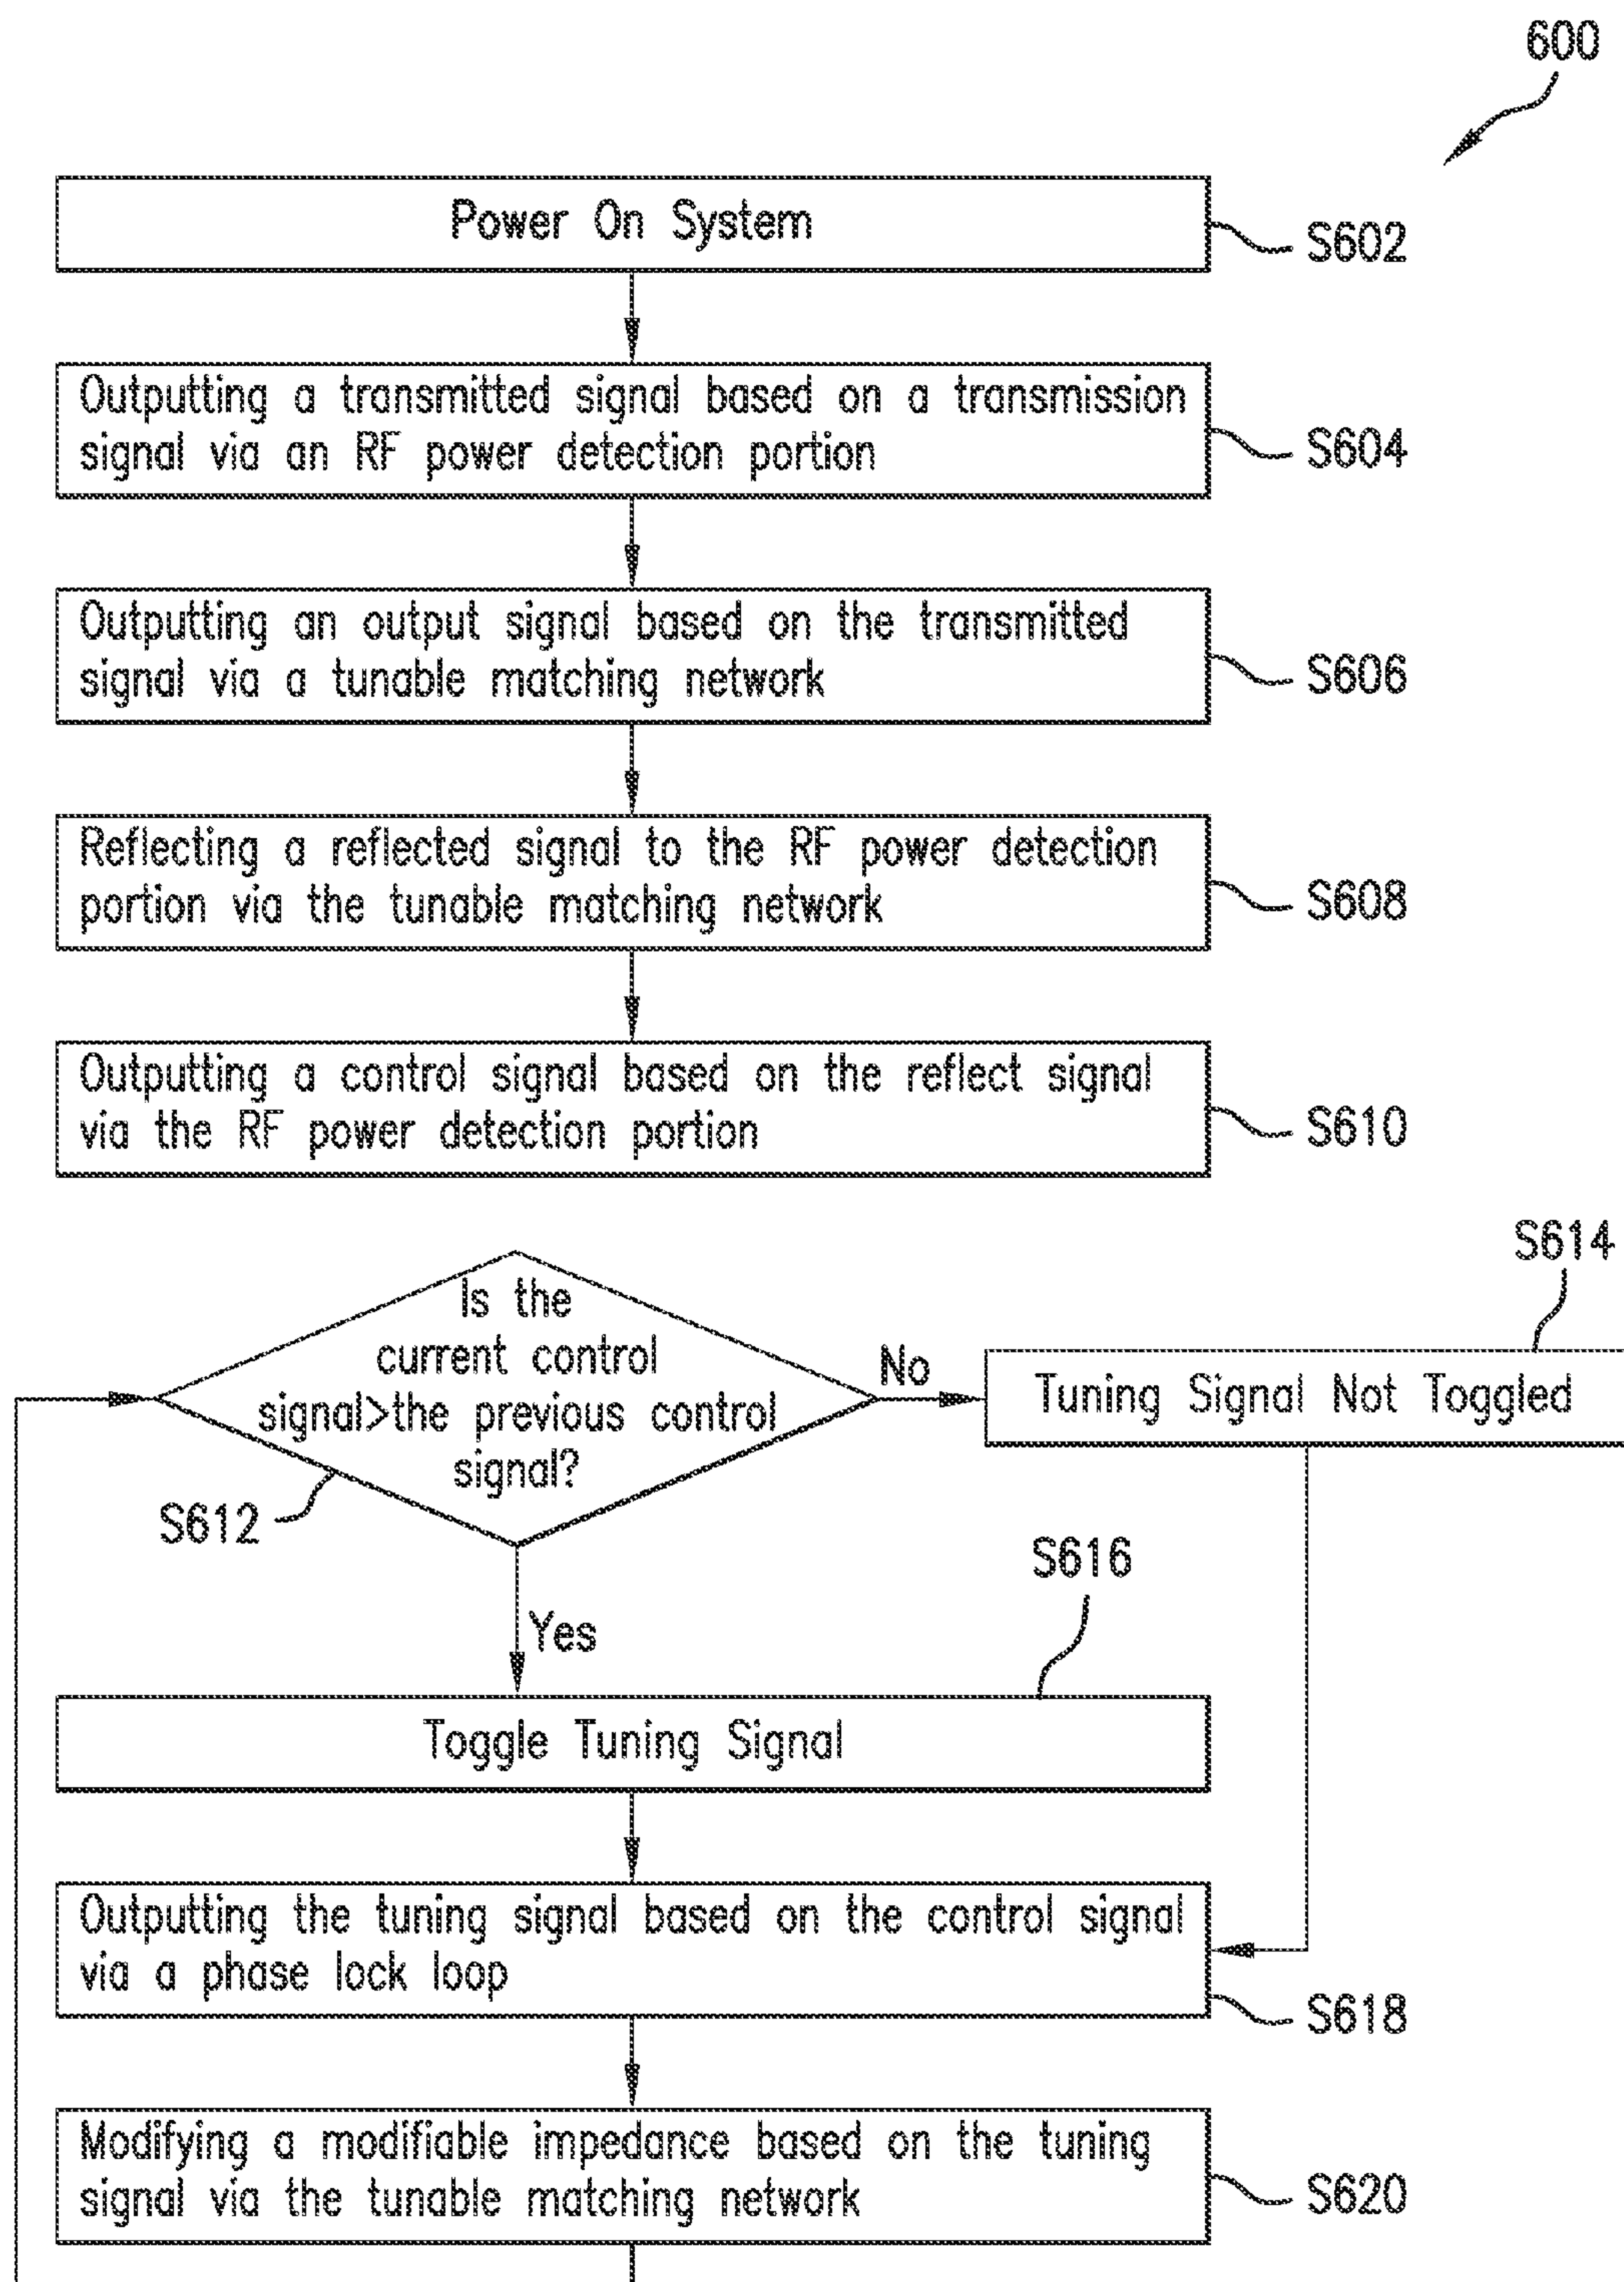 600
Power On System
S602
Outputting a transmitted signal based on a transmission
signal via an RF power detection portion
S604
Outputting an output signal based on the transmitted
signal via a tunable matching network
S606
Reflecting a reflected signal to the RF power detection
portion via the tunable matching network
S608
Outputting a control signal based on the reflect signal
via the RF power detection portion
S610
Is the
current control
signal>the previous control
signal?
S612
No
S614
Tuning Signal Not Toggled
Yes
S616
Toggle Tuning Signal
Outputting the tuning signal based on the control signal
via a phase lock loop
S618
Modifying a modifiable impedance based on the tuning
signal via the tunable matching network
S620